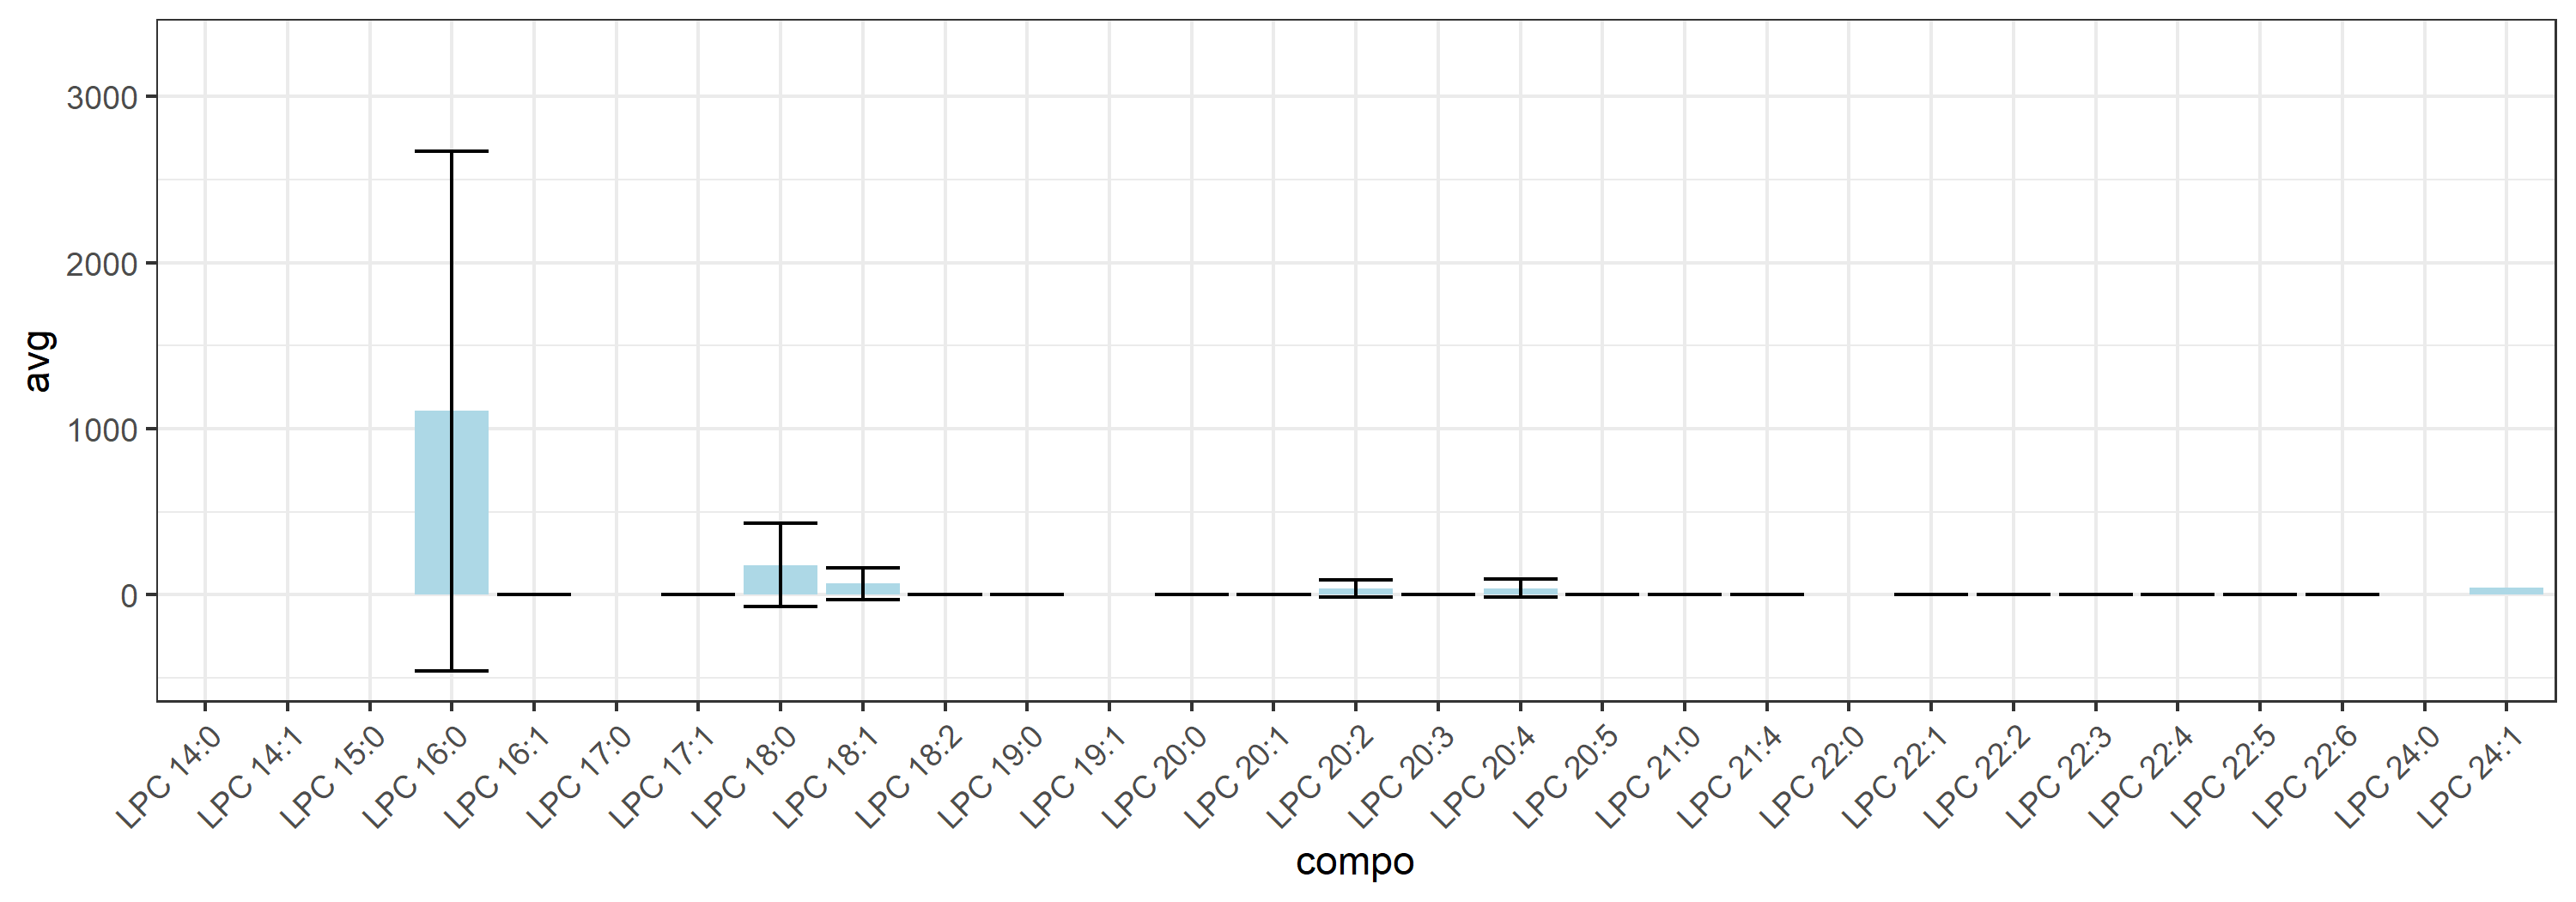 avg
3000
2000
1000
0
LPC 14:0
LPC 14:1
LPC 15:0
LPC 16:0
LPC 16:1
LPC 17:0
LPC 17:1
LPC 18:0
LPC 18:1
LPC 18:2
LPC 19:0
LPC 19:1
LPC 20:0
LPC 20:1
LPC 20:2
LPC 20:3
LPC 20:4
LPC 20:5
LPC 21:0
LPC 21:4
LPC 22:0
LPC 22:1
LPC 22:2
LPC 22:3
LPC 22:4
LPC 22:5
LPC 22:6
LPC 24:0
LPC 24:1
compo